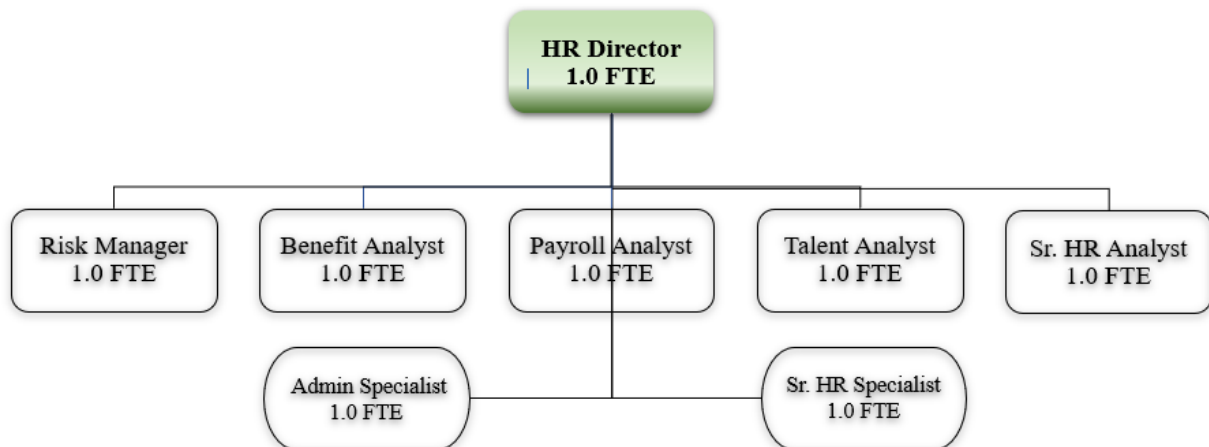 HR Director
1.0 FTE
Risk Manager
1.0 FTE
Benefit Analyst
1.0 FTE
Payroll Analyst
1.0 FTE
Talent Analyst
1.0 FTE
Sr. HR Analyst
1.0 FTE
Admin Specialist
1.0 FTE
Sr. HR Specialist
1.0 FTE